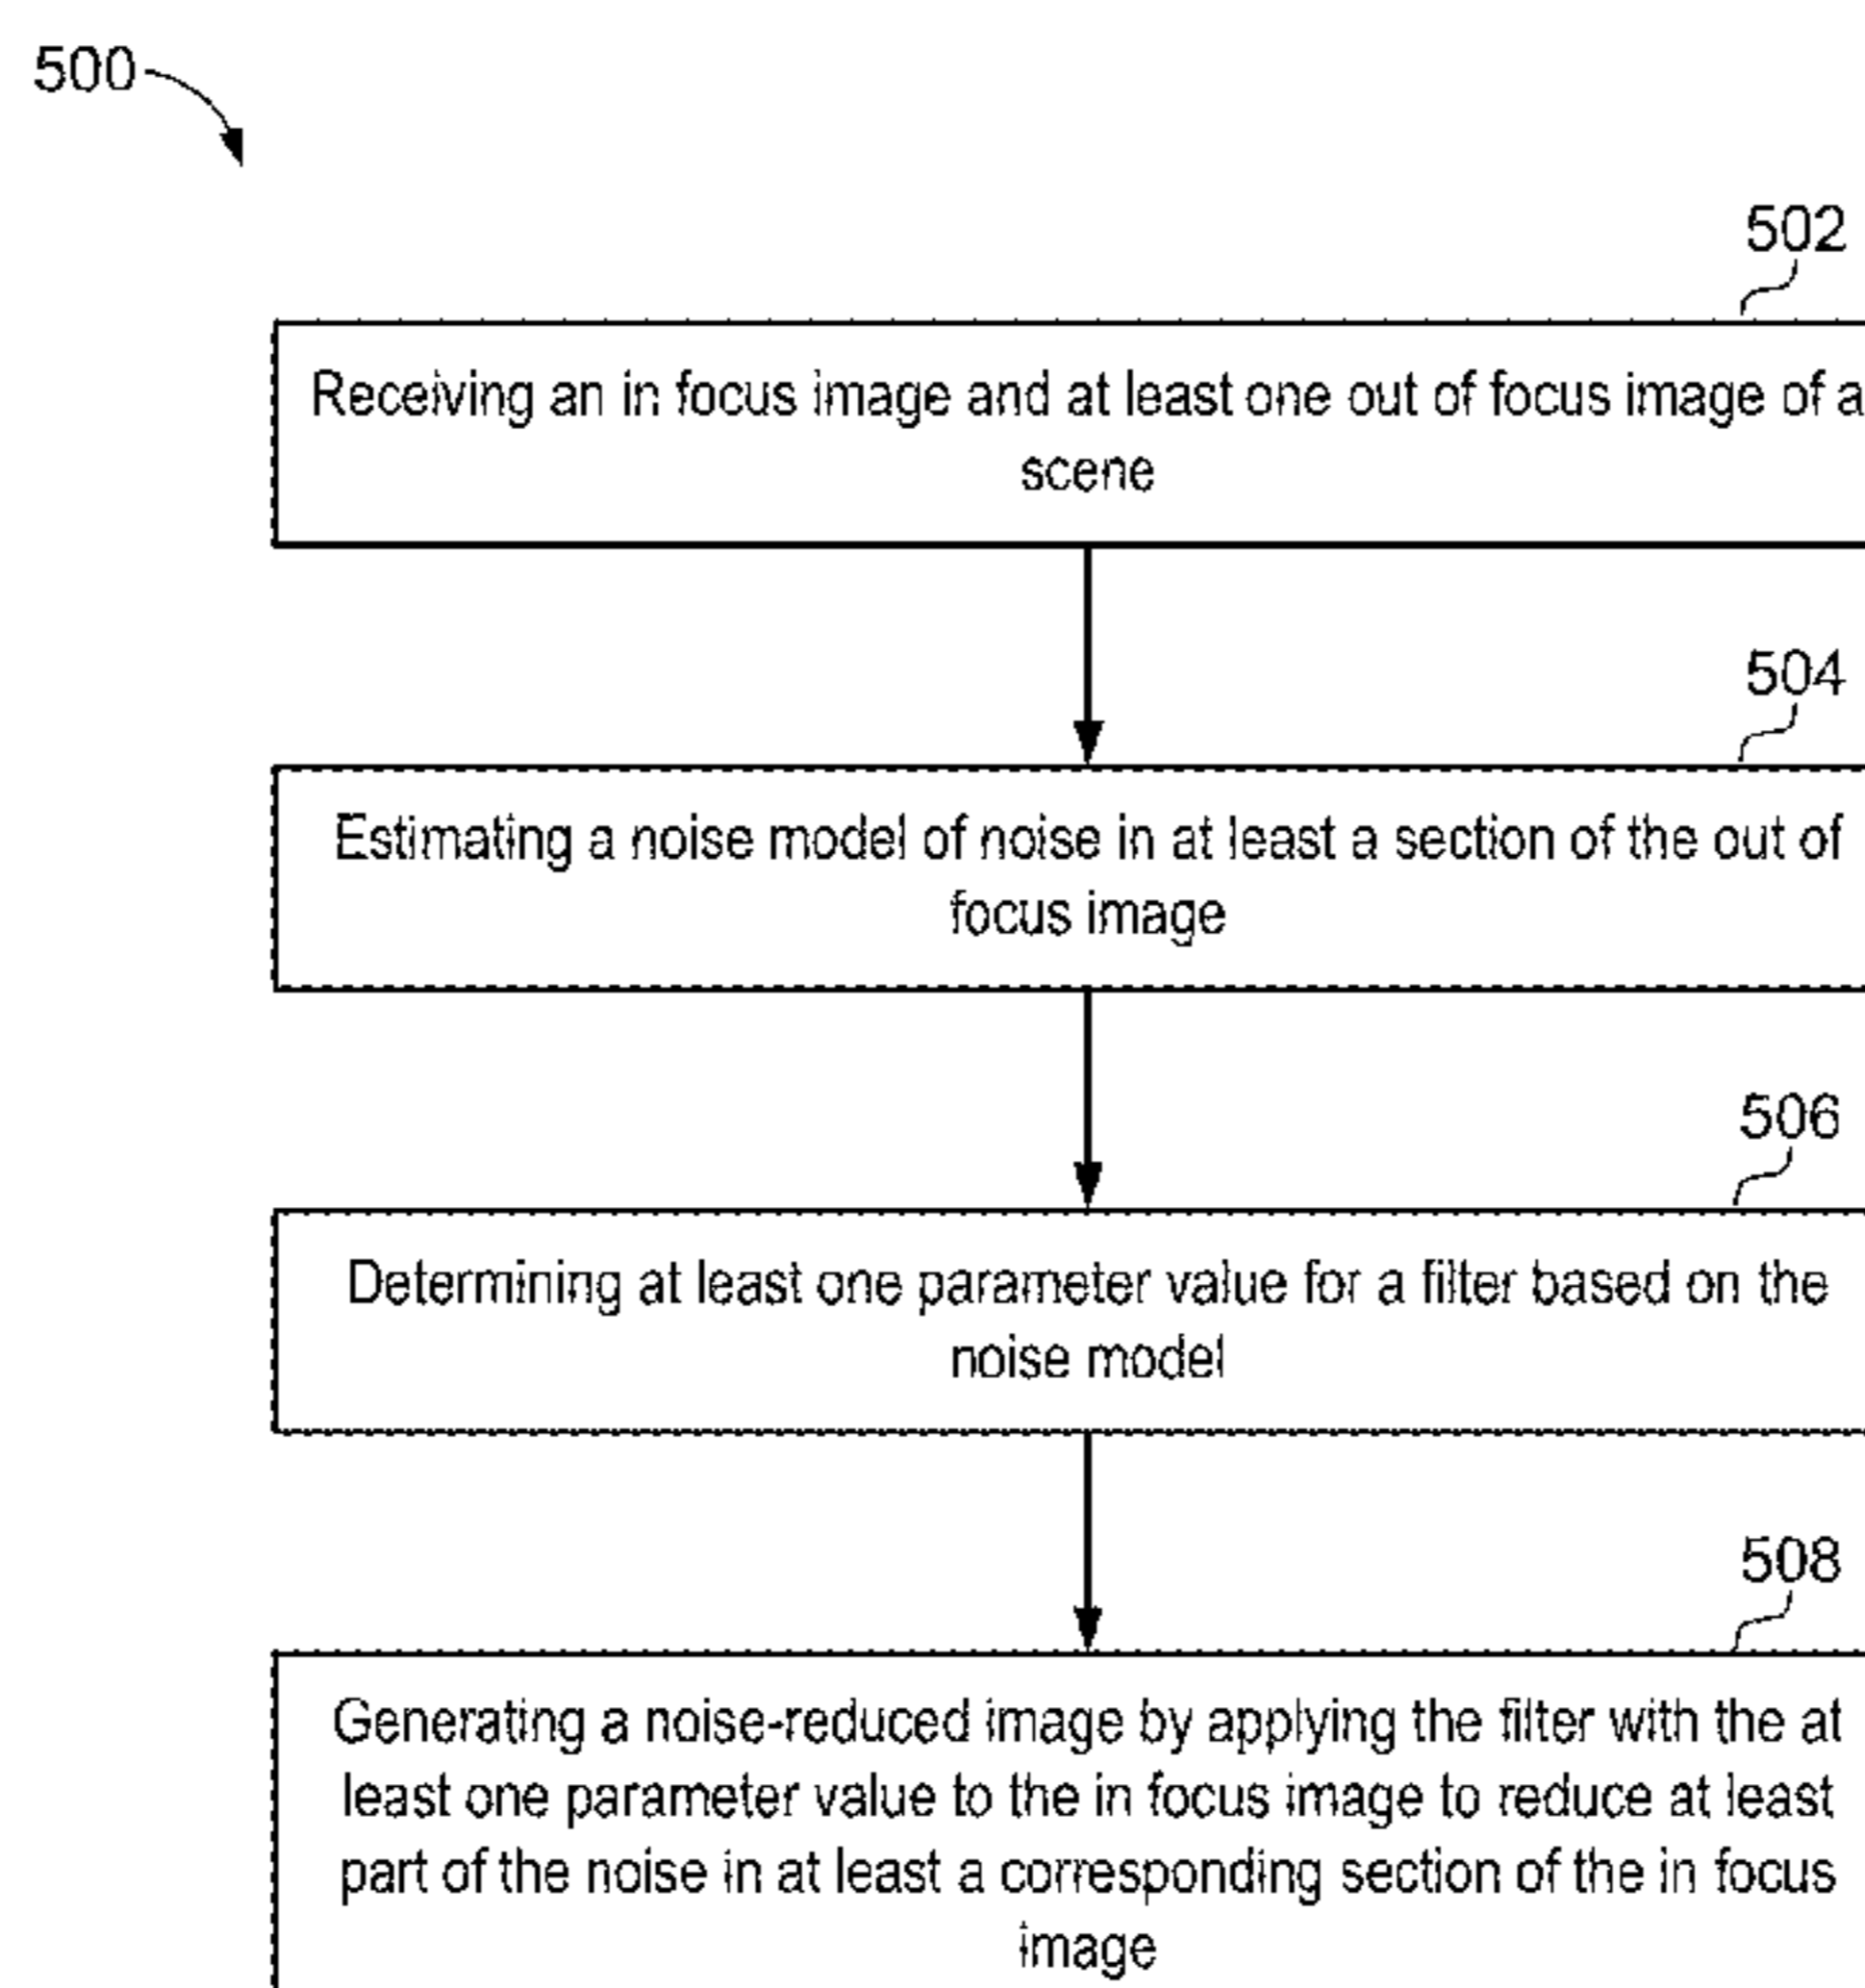 500
502
Receiving an in focus image and at least one out of focus image of a
scene
504
Estimating a noise model of noise in at least a section of the out of
focus image
506
Determining at least one parameter value for a filter based on the
noise model
508
Generating a noise-reduced image by applying the filter with the at
least one parameter value to the in focus image to reduce at least
part of the noise in at least a corresponding section of the in focus
image